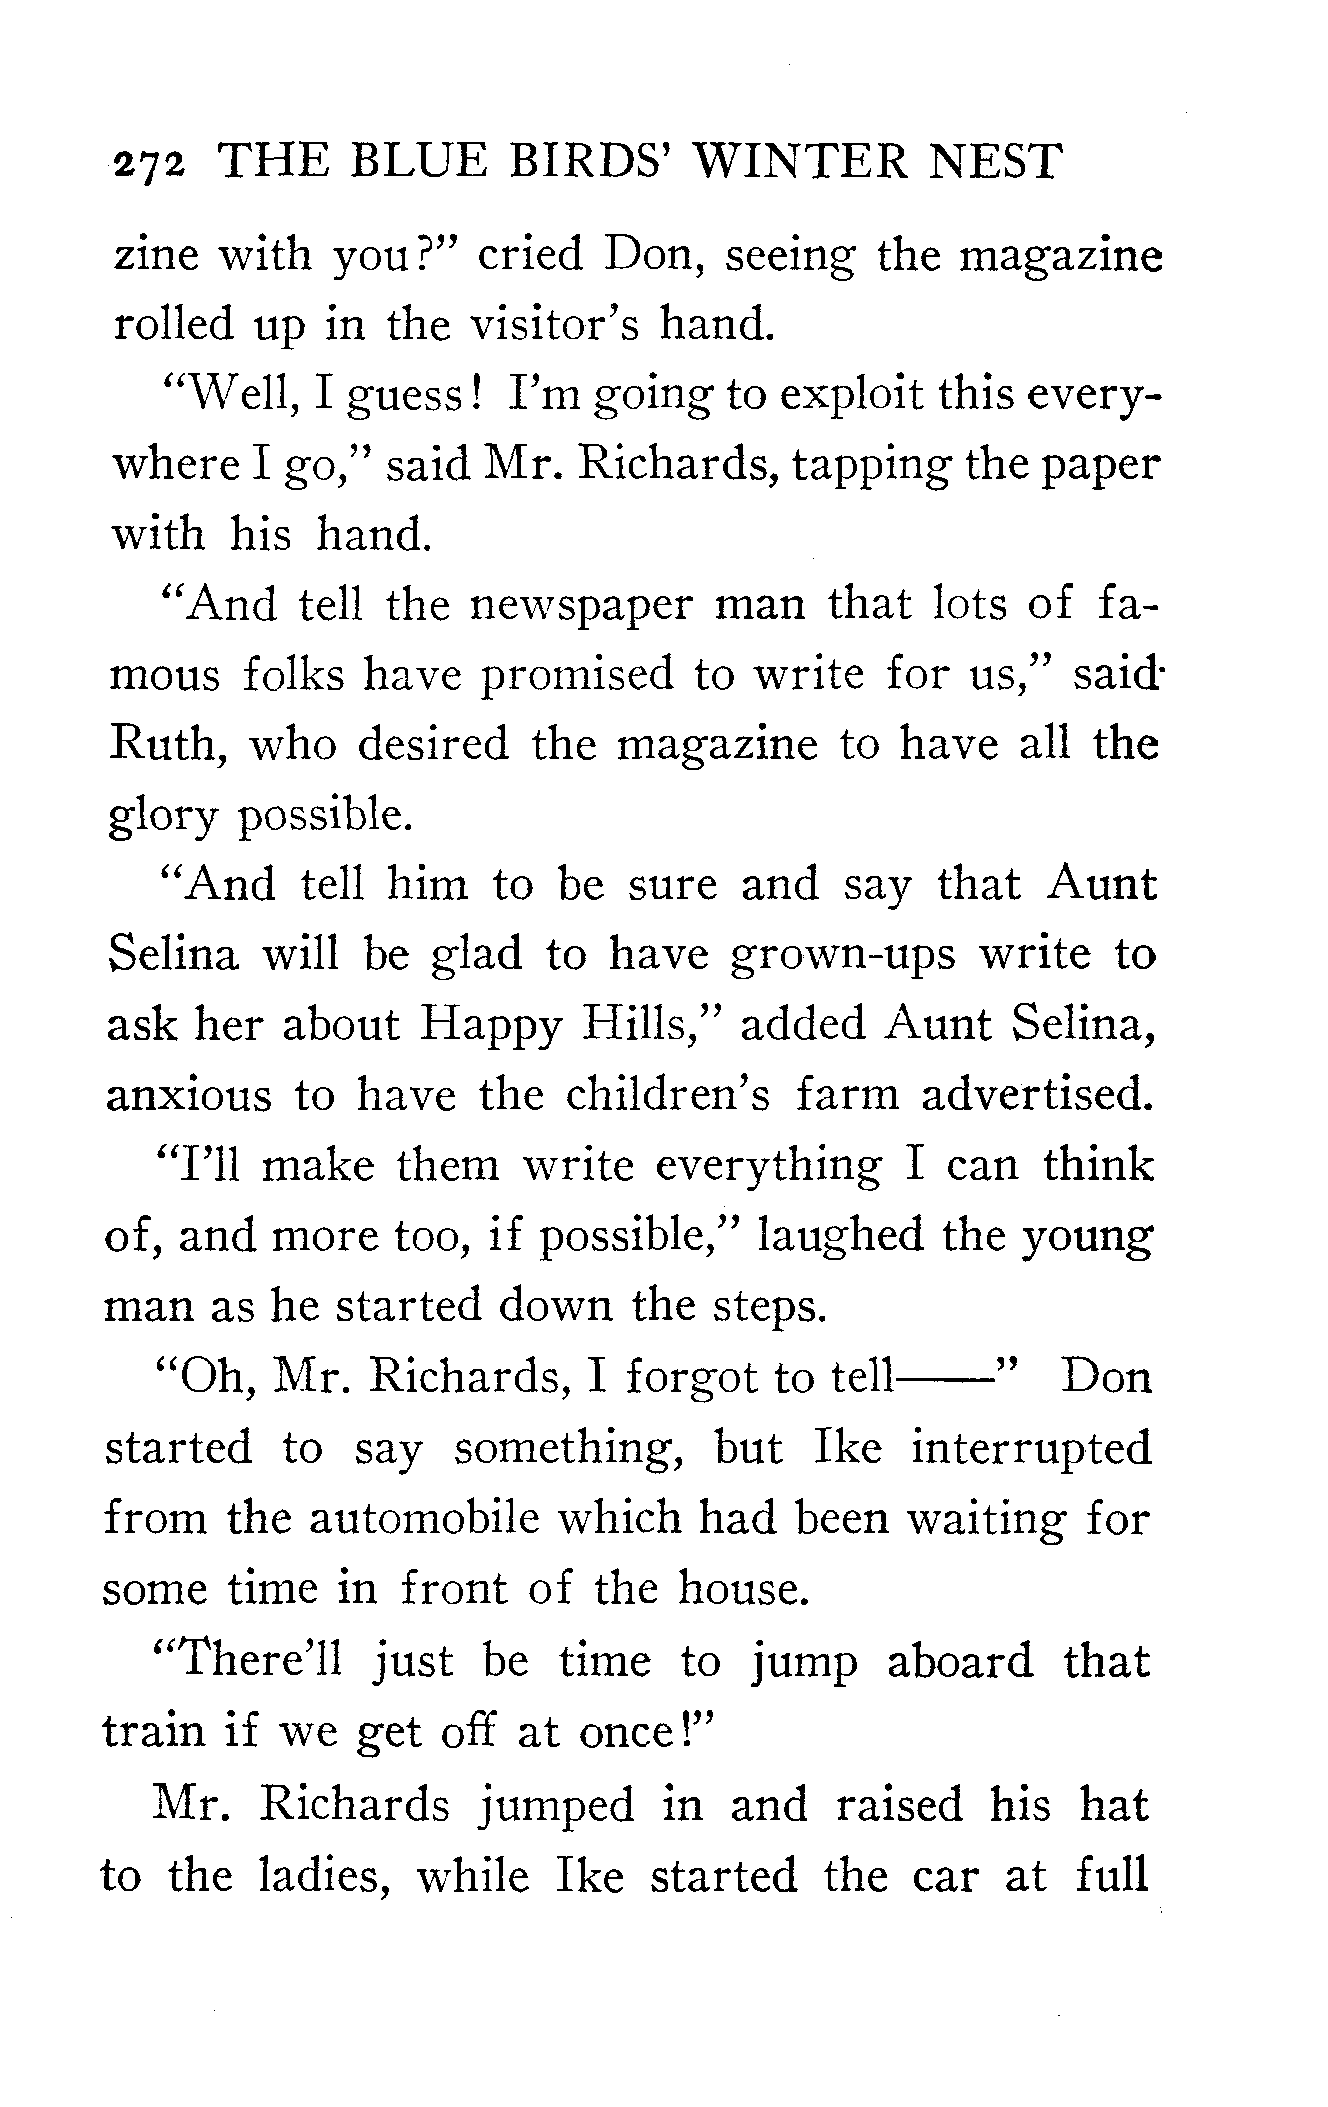 272 THE BLUE BIRDS' WINTER NEST
zine with you?" cried Don, seeing the magazine
rolled up in the visitor's hand.
"Well, I guess! I'm going to exploit this every-
where I go," said Mr. Richards, tapping the paper
with his hand.
"And tell the newspaper man that lots of fa-
mous folks have promised to write for us," said
Ruth, who desired the magazine to have all the
glory possible.
"And tell him to be sure and say that Aunt
Selina will be glad to have grown-ups write to
ask her about Happy Hills," added Aunt Selina,
anxious to have the children's farm advertised.
"I'll make them write everything I can think
of, and more too, if possible," laughed the young
man as he started down the steps.
"Oh, Mr. Richards, I forgot to tell——" Don
started to say something, but Ike interrupted
from the automobile which had been waiting for
some time in front of the house.
"There'll just be time to jump aboard that
train if we get off at once!"
Mr. Richards jumped in and raised his hat
to the ladies, while Ike started the car at full